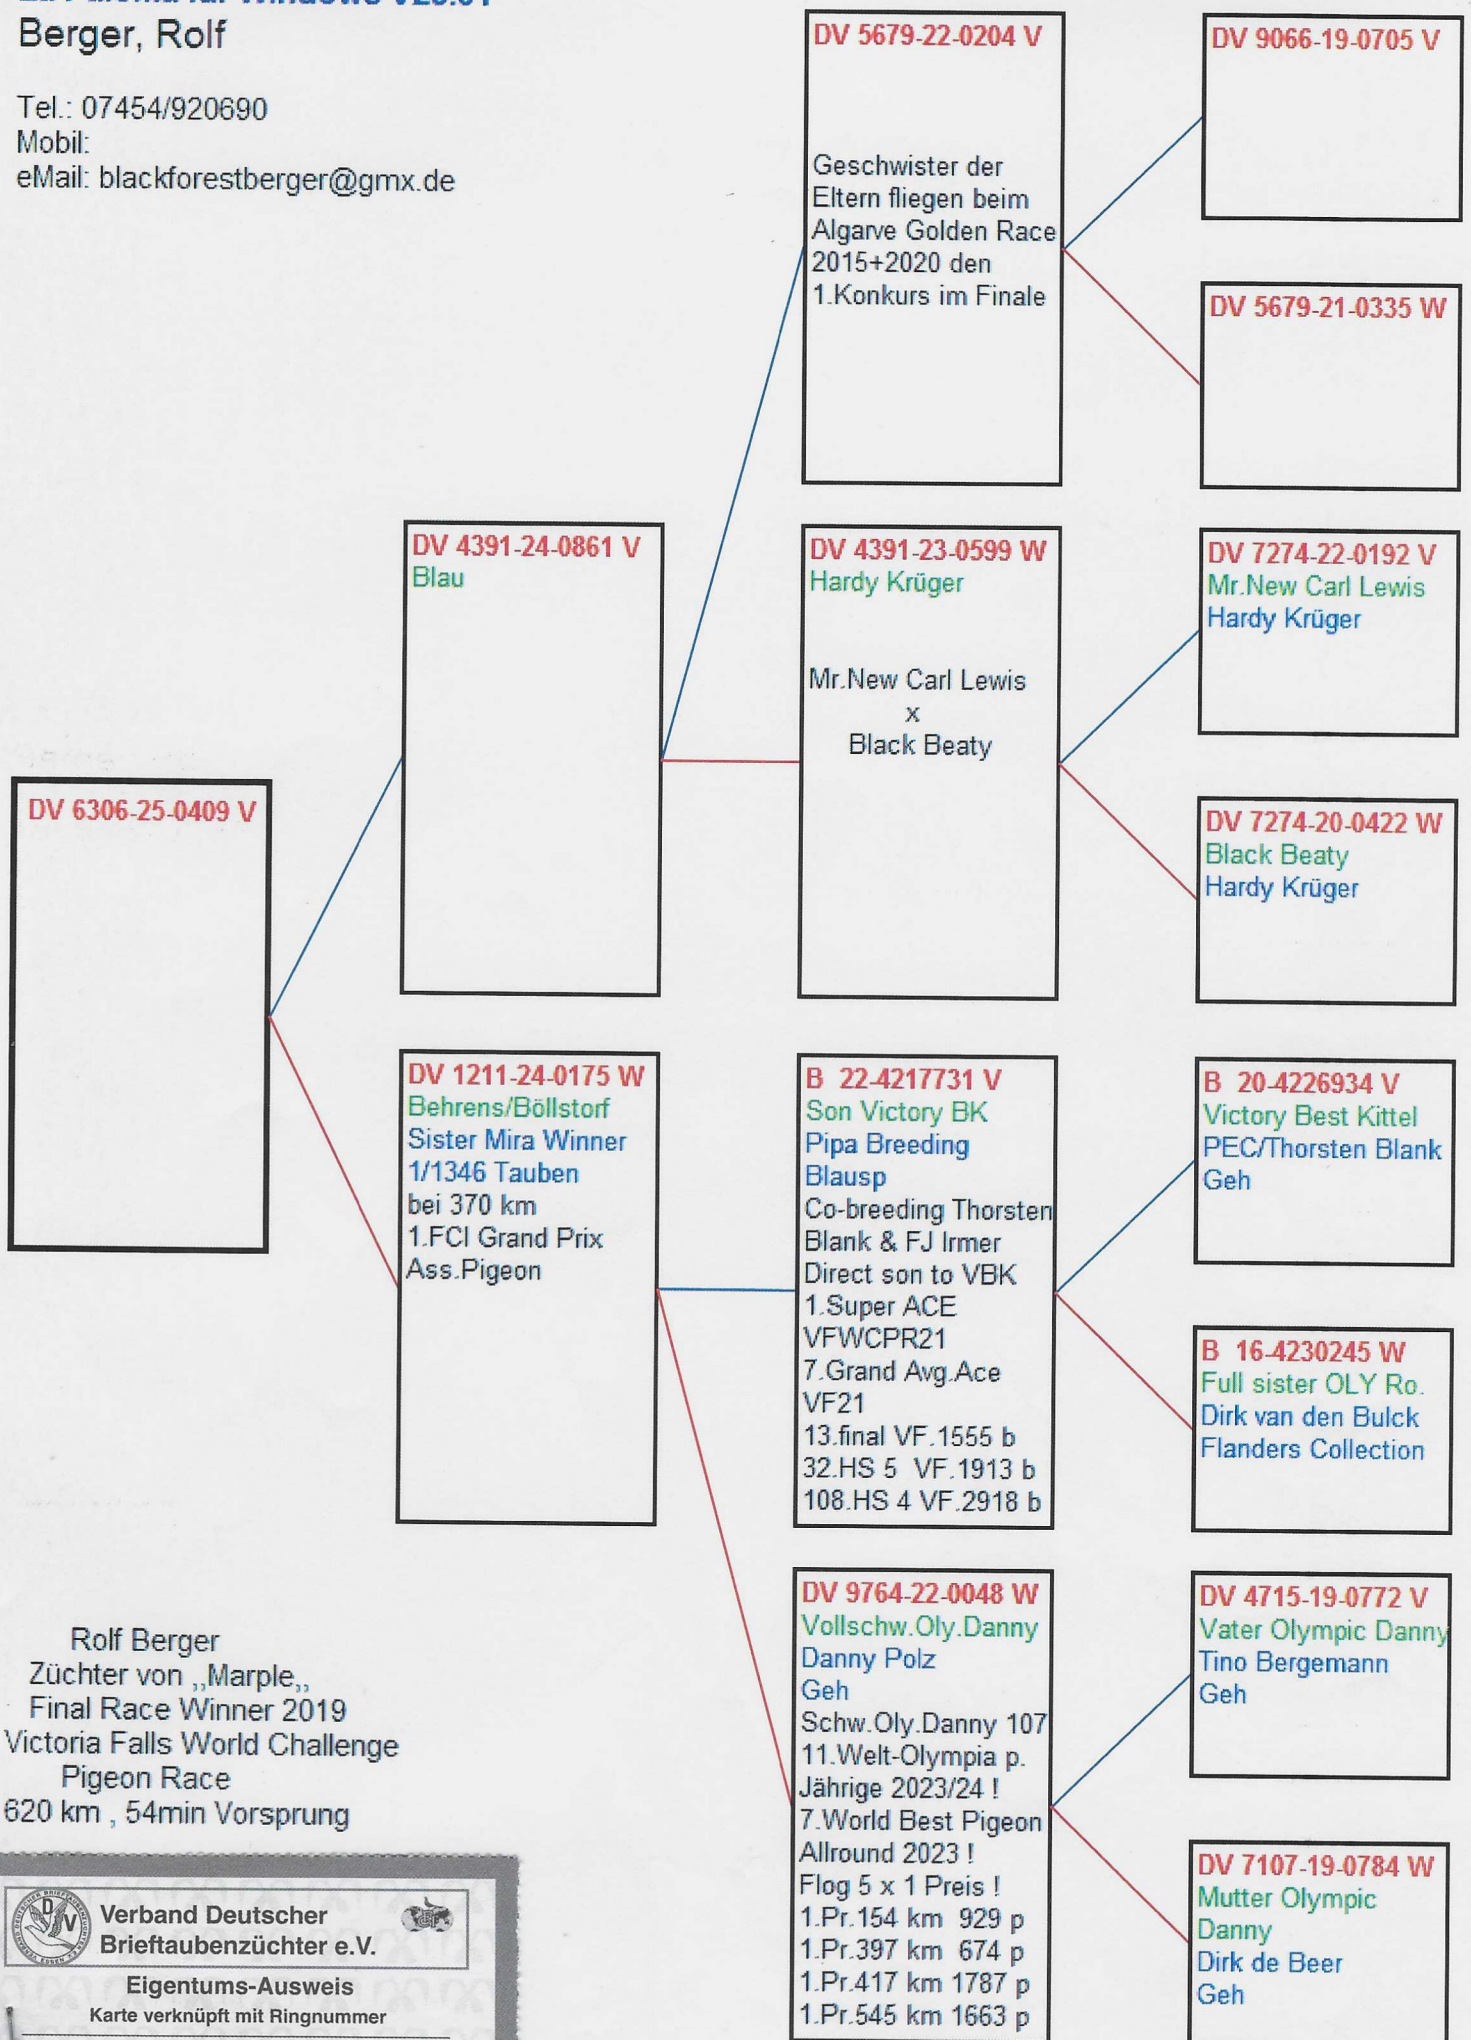 Berger, Rolf
Tel.: 07454/920690
Mobil:
eMail: blackforestberger@gmx.de
DV 6306-25-0409 V
DV 4391-24-0861 V
Blau
DV 1211-24-0175 W
Behrens/Böllstorf
Sister Mira Winner
1/1346 Tauben
bei 370 km
1.FCI Grand Prix
Ass.Pigeon
DV 5679-22-0204 V
Geschwister der
Eltern fliegen beim
Algarve Golden Race
2015+2020 den
1.Konkurs im Finale
DV 4391-23-0599 W
Hardy Krüger
Mr.New Carl Lewis
x
Black Beaty
B 22-4217731 V
Son Victory BK
Pipa Breeding
Blausp
Co-breeding Thorsten
Blank & FJ Irmer
Direct son to VBK
1.Super ACE
VFWCPR21
7.Grand Avg.Ace
VF21
13.final VF.1555 b
32.HS 5 VF.1913 b
108.HS 4 VF.2918 b
DV 9764-22-0048 W
Vollschw.Oly.Danny
Danny Polz
Geh
Schw.Oly.Danny 107
11.Welt-Olympia p.
Jährige 2023/24 !
7.World Best Pigeon
Allround 2023 !
Flog 5 x 1 Preis !
1.Pr.154 km 929 p
1.Pr.397 km 674 p
1.Pr.417 km 1787 p
1.Pr.545 km 1663 p
DV 9066-19-0705 V
DV 5679-21-0335 W
DV 7274-22-0192 V
Mr.New Carl Lewis
Hardy Krüger
DV 7274-20-0422 W
Black Beaty
Hardy Krüger
B 20-4226934 V
Victory Best Kittel
PEC/Thorsten Blank
Geh
B 16-4230245 W
Full sister OLY Ro.
Dirk van den Bulck
Flanders Collection
DV 4715-19-0772 V
Vater Olympic Danny
Tino Bergemann
Geh
DV 7107-19-0784 W
Mutter Olympic
Danny
Dirk de Beer
Geh
Rolf Berger
Züchter von ,,Marple,,
Final Race Winner 2019
Victoria Falls World Challenge
Pigeon Race
620 km , 54min Vorsprung
Verband Deutscher
Brieftaubenzüchter e.V.
Eigentums-Ausweis
Karte verknüpft mit Ringnummer